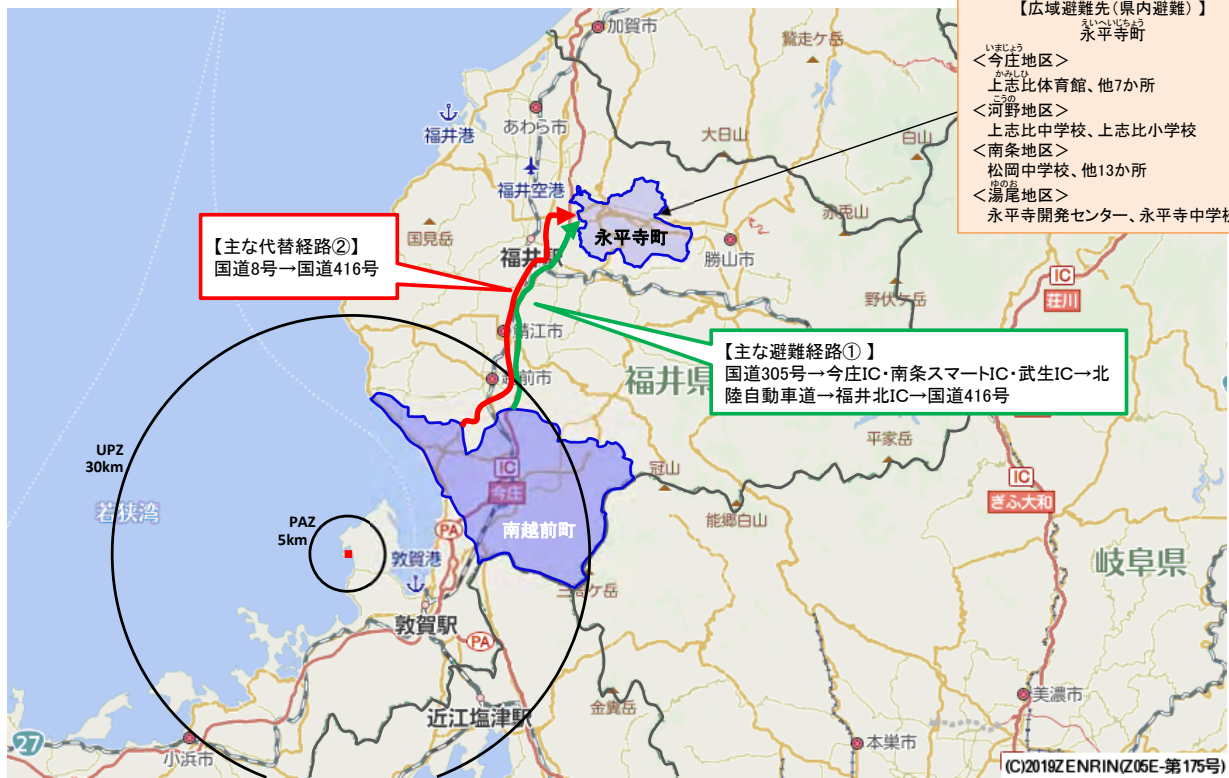 【広域避難先(県内避難) 】
えいへいじちょう
永平寺町
いまじょう
<今庄地区>
かみしひ
上志比体育館、他7か所
こうの
<河野地区>
上志比中学校、上志比小学校
<南条地区>
松岡中学校、他13か所
ゆのお
<湯尾地区>
永平寺開発センター、永平寺中学校
加賀市
鷲走ケ岳
福井港
あわら市
大日山
白山
福井空港
赤兎山
国見岳
永平寺町
勝山市
【主な代替経路②】
国道8号→国道416号
福井駅
IC
荘川
野伏ケ岳
鯖江市
【主な避難経路① 】
国道305号→今庄IC・南条スマートIC・武生IC→北
陸自動車道→福井北IC→国道416号
越前市
福井県
平家岳
UPZ
30km
IC
今庄
冠山
IC
ぎふ大和
若狭湾
PAZ
5km
PA
南越前町
能郷白山
敦賀港
岐阜県
三周ケ岳
敦賀駅
PA
美濃市
近江塩津駅
金糞岳
27
小浜市
本巣市
(C)2019ZENRIN(Z05E-第175号)